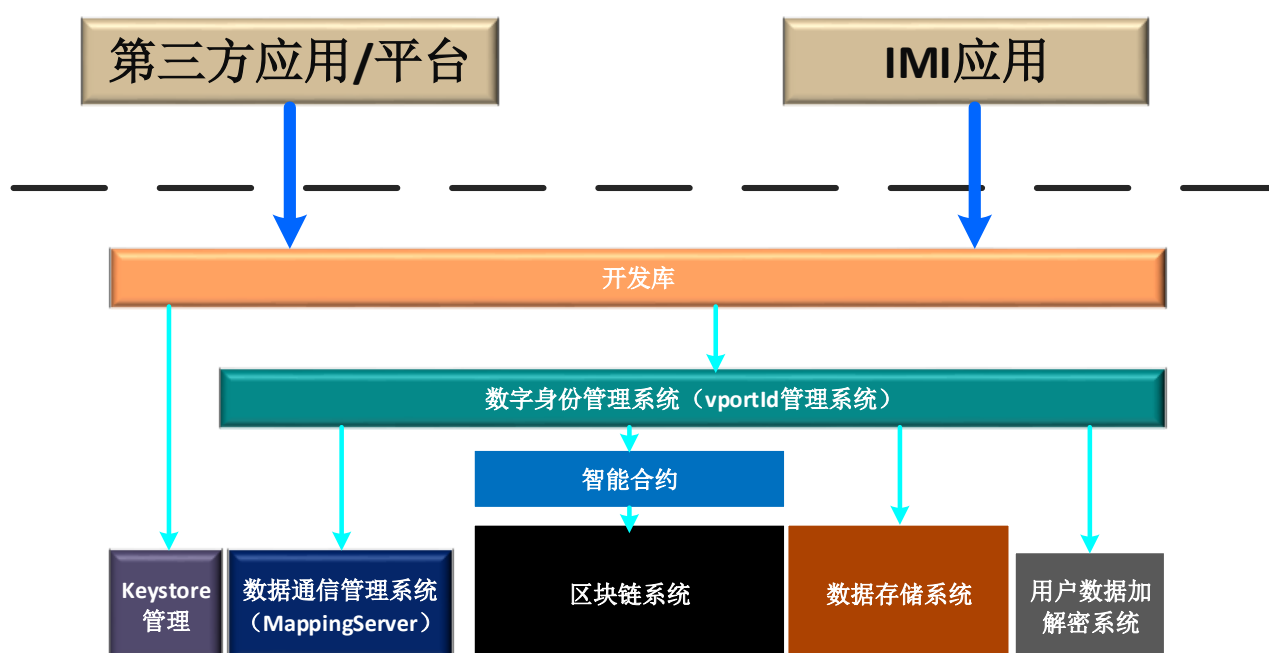 第三方应用/平台
IMI应用
开发库
数字身份管理系统（vportId管理系统）
智能合约
Keystore
管理
数据通信管理系统
（MappingServer）
区块链系统
数据存储系统
用户数据加
解密系统